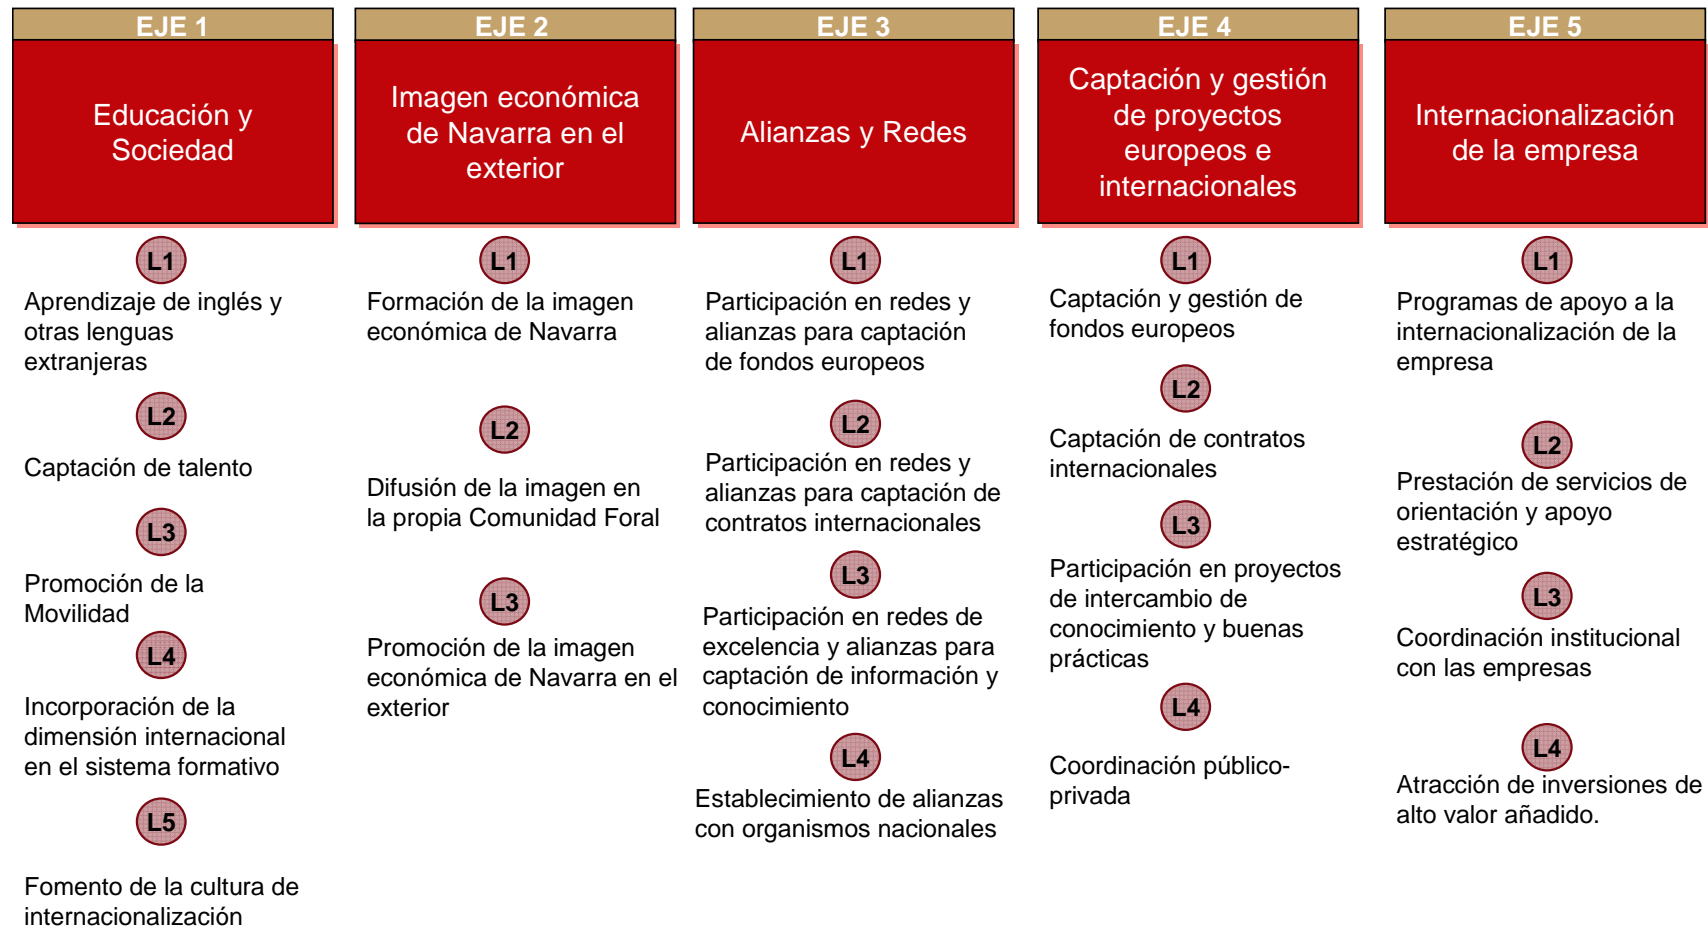 EJE 1
Educación y
Sociedad
L1
Aprendizaje de inglés y
otras lenguas
extranjeras
L2
Captación de talento
L3
Promoción de la
Movilidad
L4
Incorporación de la
dimensión internacional
en el sistema formativo
L5
Fomento de la cultura de
internacionalización
EJE 2
Imagen económica
de Navarra en el
exterior
L1
Formación de la imagen
económica de Navarra
L2
Difusión de la imagen en
la propia Comunidad Foral
L3
Promoción de la imagen
económica de Navarra en el
exterior
EJE 3
Alianzas y Redes
L1
Participación en redes y
alianzas para captación
de fondos europeos
L2
Participación en redes y
alianzas para captación de
contratos internacionales
L3
Participación en redes de
excelencia y alianzas para
captación de información y
conocimiento
L4
Establecimiento de alianzas
con organismos nacionales
EJE 4
Captación y gestión
de proyectos
europeos e
internacionales
L1
Captación y gestión de
fondos europeos
L2
Captación de contratos
internacionales
L3
Participación en proyectos
de intercambio de
conocimiento y buenas
prácticas
L4
Coordinación público-
privada
EJE 5
Internacionalización
de la empresa
L1
Programas de apoyo a la
internacionalización de la
empresa
L2
Prestación de servicios de
orientación y apoyo
estratégico
L3
Coordinación institucional
con las empresas
L4
Atracción de inversiones de
alto valor añadido.